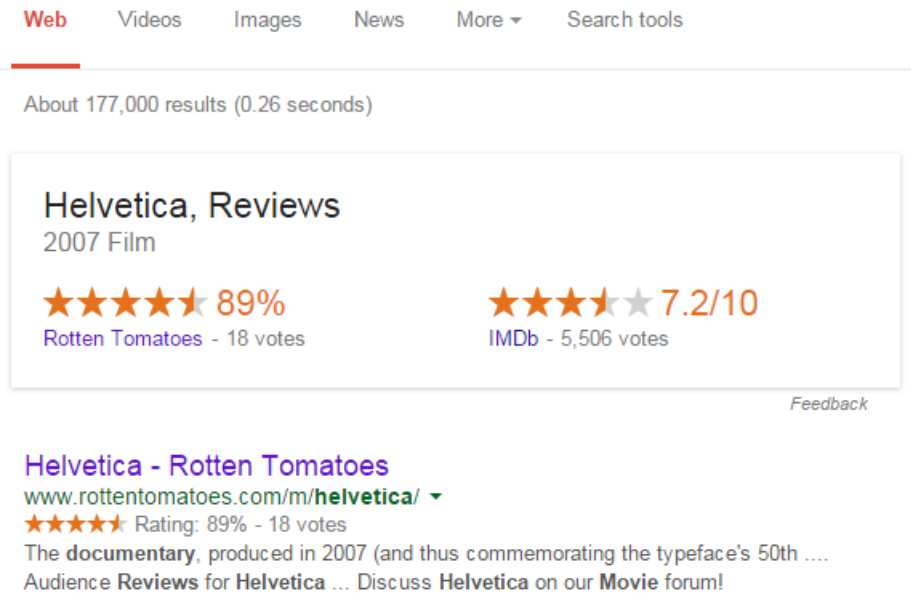 Web Videos Images News More Search tools
About 177,000 results (0.26 seconds)
Helvetica, Reviews
2007 Film
89% 7.2/10
Rotten Tomatoes - 18 votes IMDb - 5,506 votes
Feedback
Helvetica - Rotten Tomatoes
www.rottentomatoes.com/m/helvetica/
Rating: 89% - 18 votes
The documentary, produced in 2007 (and thus commemorating the typeface's 50th ....
Audience Reviews for Helvetica ... Discuss Helvetica on our Movie forum!